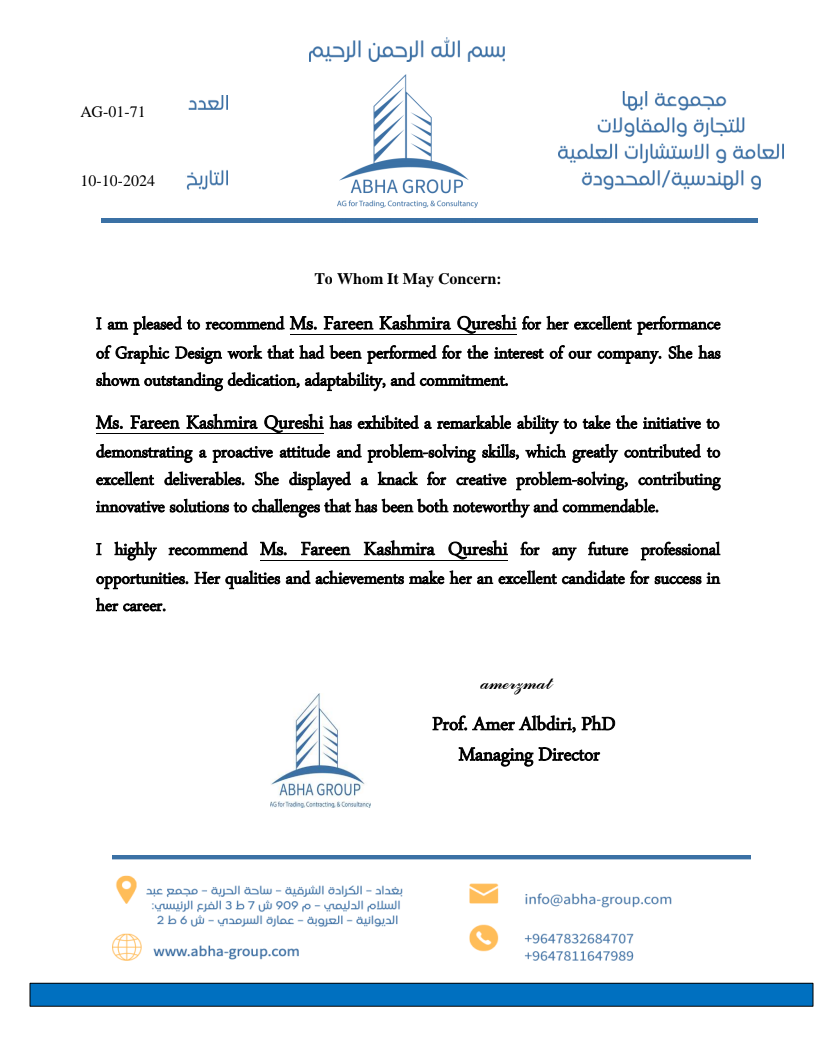 بسم الله الرحمن الرحيم
مجموعة ابها
للتجارة والمقاولات
العامة و الاستشارات العلمية
و الهندسية/المحدودة
ABHA GROUP
AG for Trading, Contracting, & Consultancy
العدد AG-01-71
التاريخ 10-10-2024
To Whom It May Concern:
I am pleased to recommend Ms. Fareen Kashmira Qureshi for her excellent performance
of Graphic Design work that had been performed for the interest of our company. She has
shown outstanding dedication, adaptability, and commitment.
Ms. Fareen Kashmira Qureshi has exhibited a remarkable ability to take the initiative to
demonstrating a proactive attitude and problem-solving skills, which greatly contributed to
excellent deliverables. She displayed a knack for creative problem-solving, contributing
innovative solutions to challenges that has been both noteworthy and commendable.
I highly recommend Ms. Fareen Kashmira Qureshi for any future professional
opportunities. Her qualities and achievements make her an excellent candidate for success in
her career.
amerzmat
Prof. Amer Albdiri, PhD
Managing Director
ABHA GROUP
AG for Trading, Contracting, & Consultancy
بغداد – الكرادة الشرقية – ساحة الحرية – مجمع عبد
السلام الدليمي – م 909 ش 7 ط 3 الفرع الرئيسي:
الديوانية – العروبة – عمارة السرمدي – ش 6 ط 2
www.abha-group.com
info@abha-group.com
+9647832684707
+9647811647989